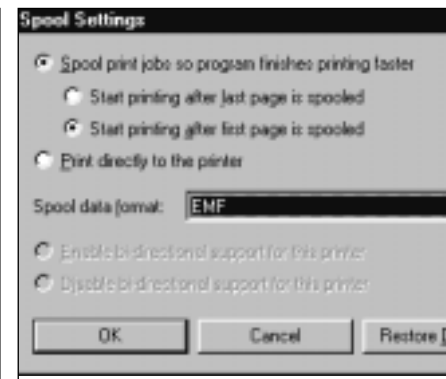 Spool Settings
Spool print jobs so program finishes printing faster
Start printing after last page is spooled
Start printing after first page is spooled
Print directly to the printer
Spool data format: EMF
Enable bi-directional support for this printer
Disable bi-directional support for this printer
OK Cancel Restore D